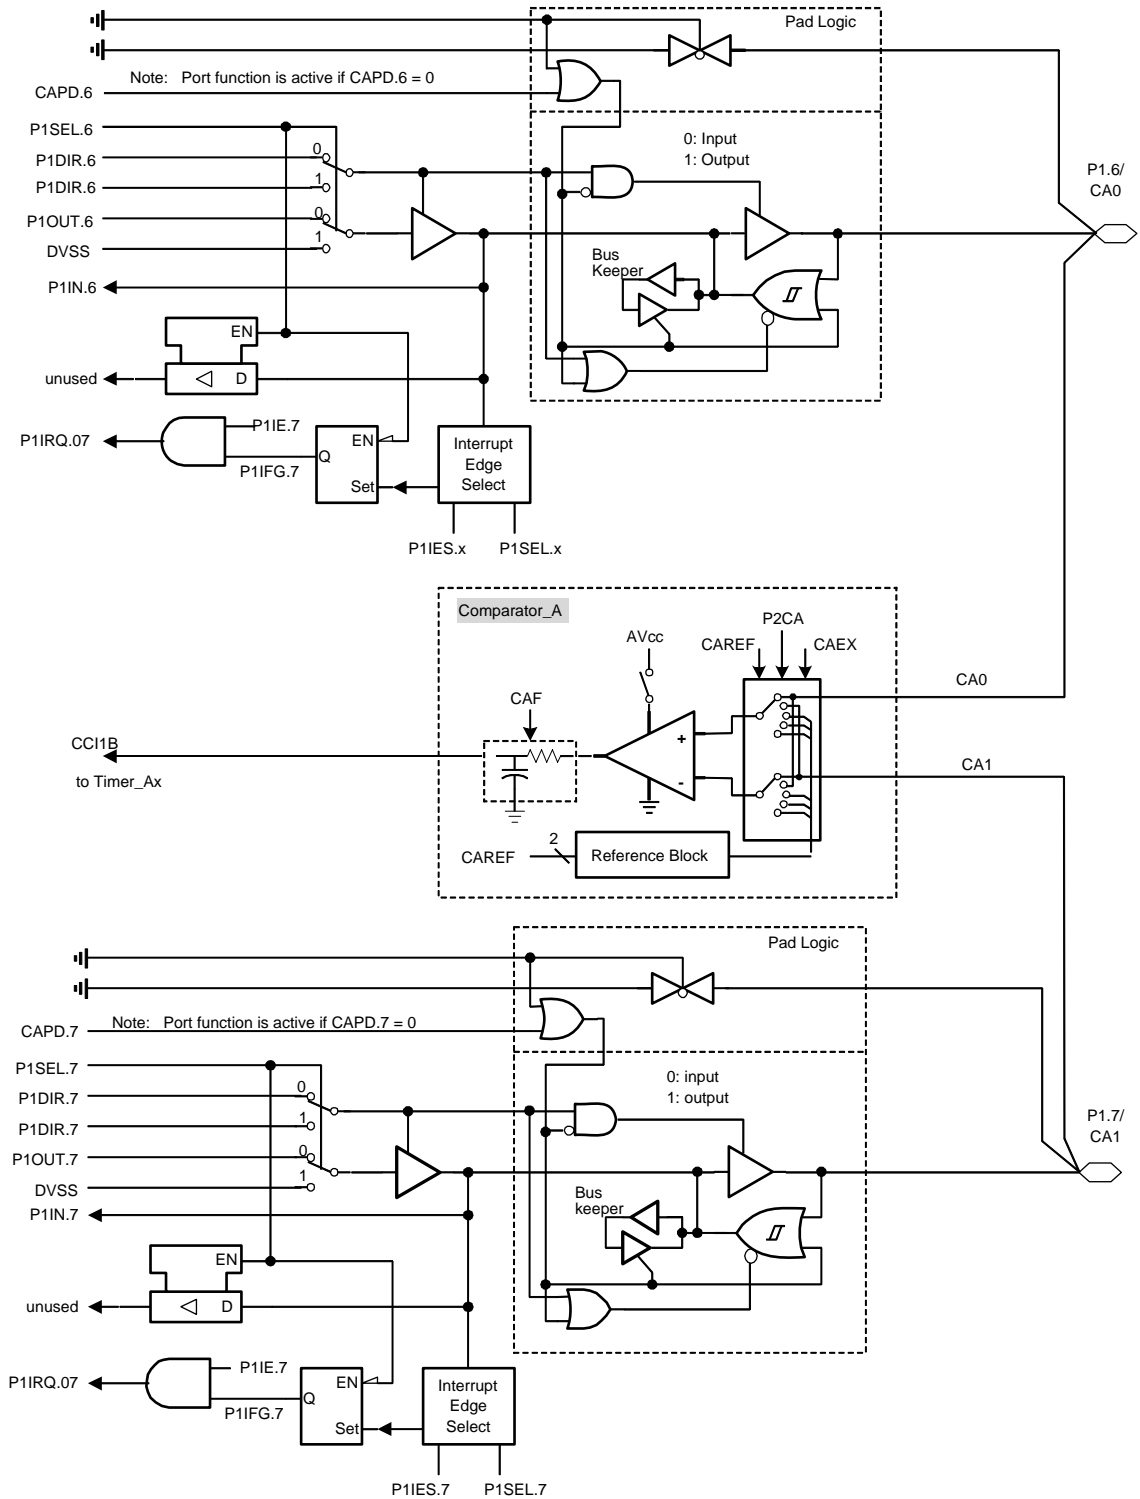 Pad Logic
Note: Port function is active if CAPD.6 = 0
CAPD.6
P1SEL.6
0: Input
1: Output
0
P1DIR.6
1
P1DIR.6
P1.6/
CA0
0
P1OUT.6
1
DVSS
Bus
Keeper
P1IN.6
EN
unused
D
P1IE.7
P1IRQ.07
EN
Q
P1IFG.7
Set
Interrupt
Edge
Select
P1IES.x
P1SEL.x
Comparator_A
P2CA
AVcc
CAREF
CAEX
CA0
CAF
+
CCI1B
to Timer_Ax
CA1
-
2
CAREF
Reference Block
Pad Logic
Note: Port function is active if CAPD.7 = 0
CAPD.7
P1SEL.7
0: input
1: output
0
P1DIR.7
1
P1DIR.7
P1.7/
CA1
0
P1OUT.7
1
DVSS
Bus
keeper
P1IN.7
EN
unused
D
P1IE.7
P1IRQ.07
EN
Q
P1IFG.7
Set
Interrupt
Edge
Select
P1IES.7
P1SEL.7